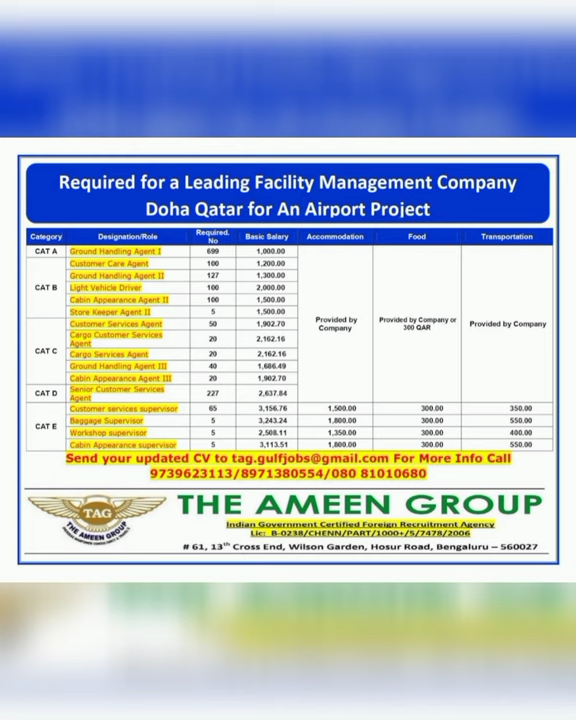 Required for a Leading Facility Management Company
Doha Qatar for An Airport Project
Category Designation/Role Required. No Basic Salary Accommodation Food Transportation
CAT A Ground Handling Agent I 699 1,000.00
Customer Care Agent 100 1,200.00
Ground Handling Agent II 127 1,300.00
CAT B Light Vehicle Driver 100 2,000.00
Cabin Appearance Agent II 100 1,500.00
Store Keeper Agent II 5 1,500.00
Provided by Company Provided by Company or 300 QAR Provided by Company
Customer Services Agent 50 1,902.70
Cargo Customer Services Agent 20 2,162.16
CAT C Cargo Services Agent 20 2,162.16
Ground Handling Agent III 40 1,686.49
Cabin Appearance Agent III 20 1,902.70
CAT D Senior Customer Services Agent 227 2,637.84
Customer services supervisor 65 3,156.76 1,500.00 300.00 350.00
CAT E Baggage Supervisor 5 3,243.24 1,800.00 300.00 550.00
Workshop supervisor 5 2,508.11 1,350.00 300.00 400.00
Cabin Appearance supervisor 5 3,113.51 1,800.00 300.00 550.00
Send your updated CV to tag.gulfjobs@gmail.com For More Info Call
9739623113/8971380554/080 81010680
TAG
THE AMEEN GROUP
Indian Government Certified Foreign Recruitment Agency
Lic: B-0238/CHENN/PART/1000+/5/7478/2006
# 61, 13th Cross End, Wilson Garden, Hosur Road, Bengaluru – 560027